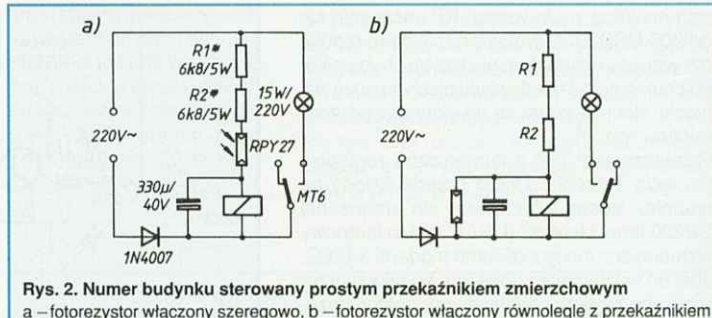 a)
b)
R1*
6k8/5W
R2*
6k8/5W
15W/
220V
220V~
RPY27
330µ/
40V
MT6
1N4007
R1
R2
220V~
Rys. 2. Numer budynku sterowany prostym przekaźnikiem zmierzchowym
a – fotorezystor włączony szeregowo, b – fotorezystor włączony równolegle z przekaźnikiem